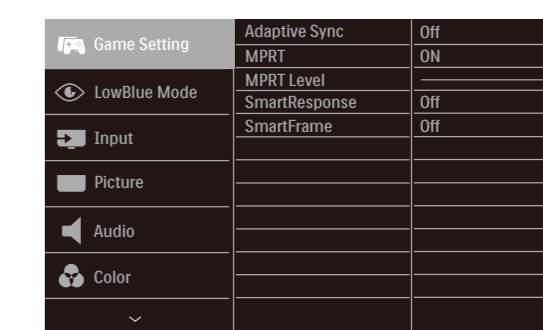 Game Setting
LowBlue Mode
Input
Picture
Audio
Color
Adaptive Sync Off
MPRT ON
MPRT Level
SmartResponse Off
SmartFrame Off